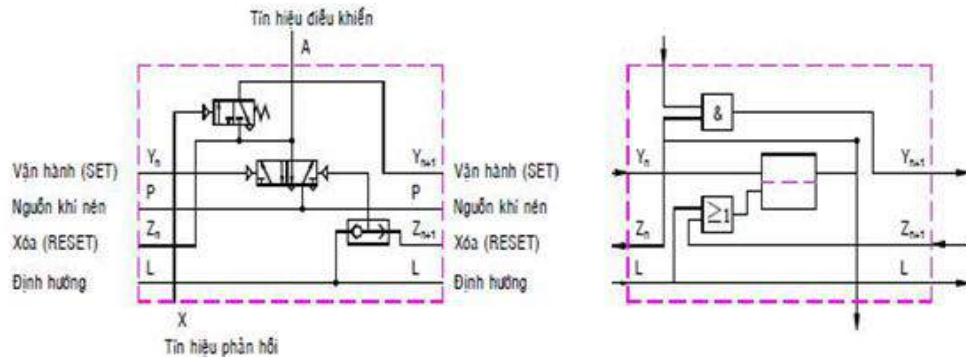 Tín hiệu điều khiển
A
Vận hành (SET) Yn Yn+1 Vận hành (SET) Yn & Yn+1
Nguồn khí nén P P Nguồn khí nén
Xóa (RESET) Zn Zn+1 Xóa (RESET) Zn ≥1 Zn+1
Định hướng L L Định hướng L L
X
Tín hiệu phản hồi